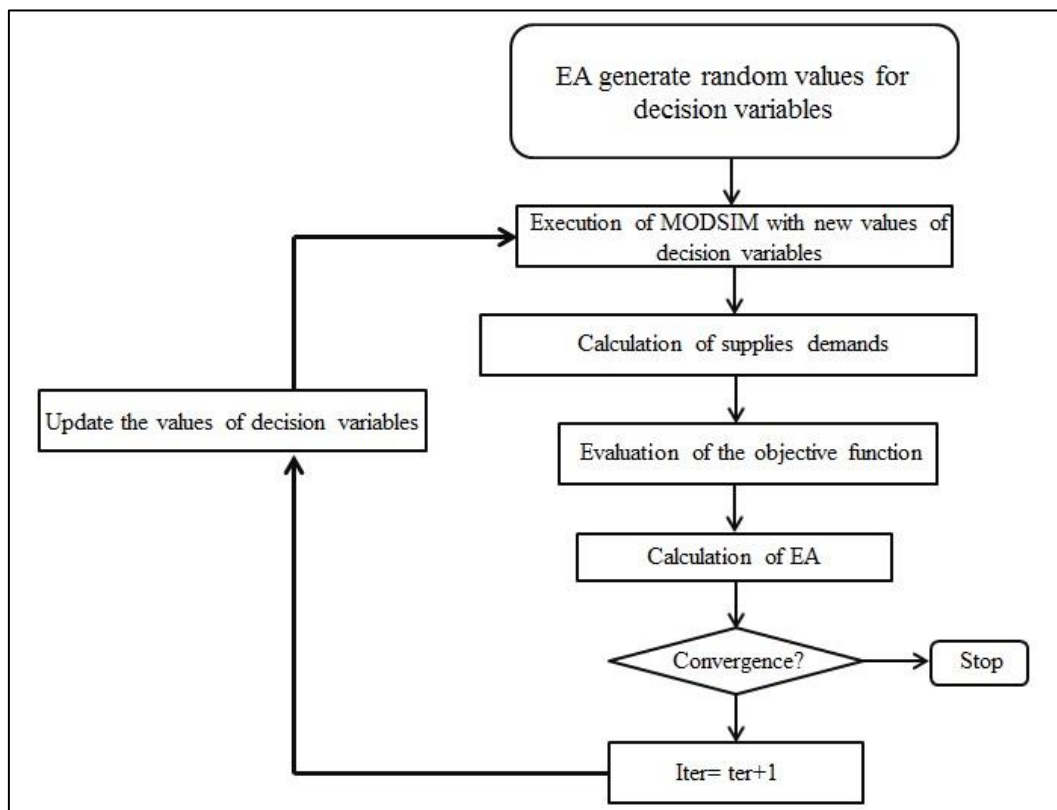 EA generate random values for
decision variables
Execution of MODSIM with new values of
decision variables
Calculation of supplies demands
Update the values of decision variables
Evaluation of the objective function
Calculation of EA
Convergence?
Stop
Iter= ter+1